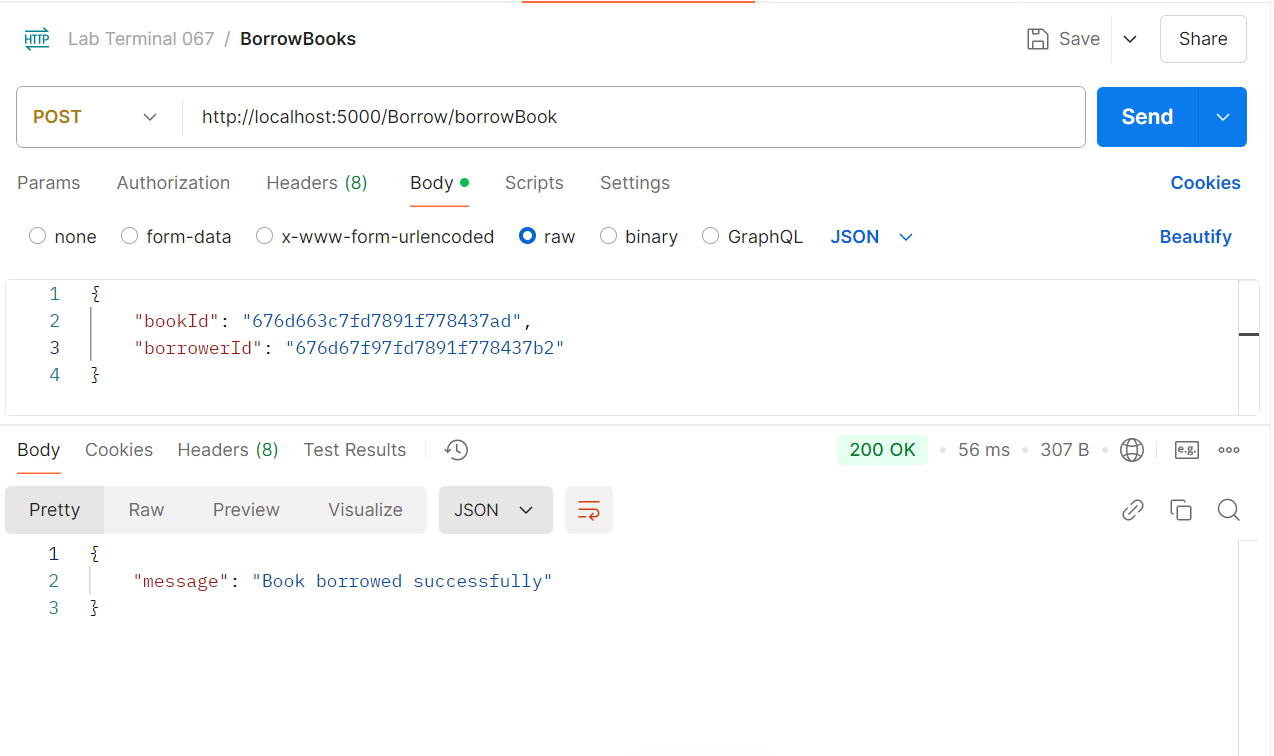 HTTP Lab Terminal 067 / BorrowBooks Save Share
POST http://localhost:5000/Borrow/borrowBook Send
Params Authorization Headers (8) Body Scripts Settings Cookies
none form-data x-www-form-urlencoded raw binary GraphQL JSON Beautify
1 {
2 "bookId": "676d663c7fd7891f778437ad",
3 "borrowerId": "676d67f97fd7891f778437b2"
4 }
Body Cookies Headers (8) Test Results 200 OK • 56 ms • 307 B • e.g. ooo
Pretty Raw Preview Visualize JSON
1 {
2 "message": "Book borrowed successfully"
3 }